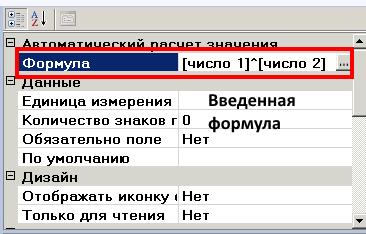 Автоматический расчет значения
Формула [число 1]^[число 2] ...
Данные
Единица измерения
Количество знаков г 0
Обязательно поле Нет
По умолчанию
Введенная
формула
Дизайн
Отображать иконку Нет
Только для чтения Нет